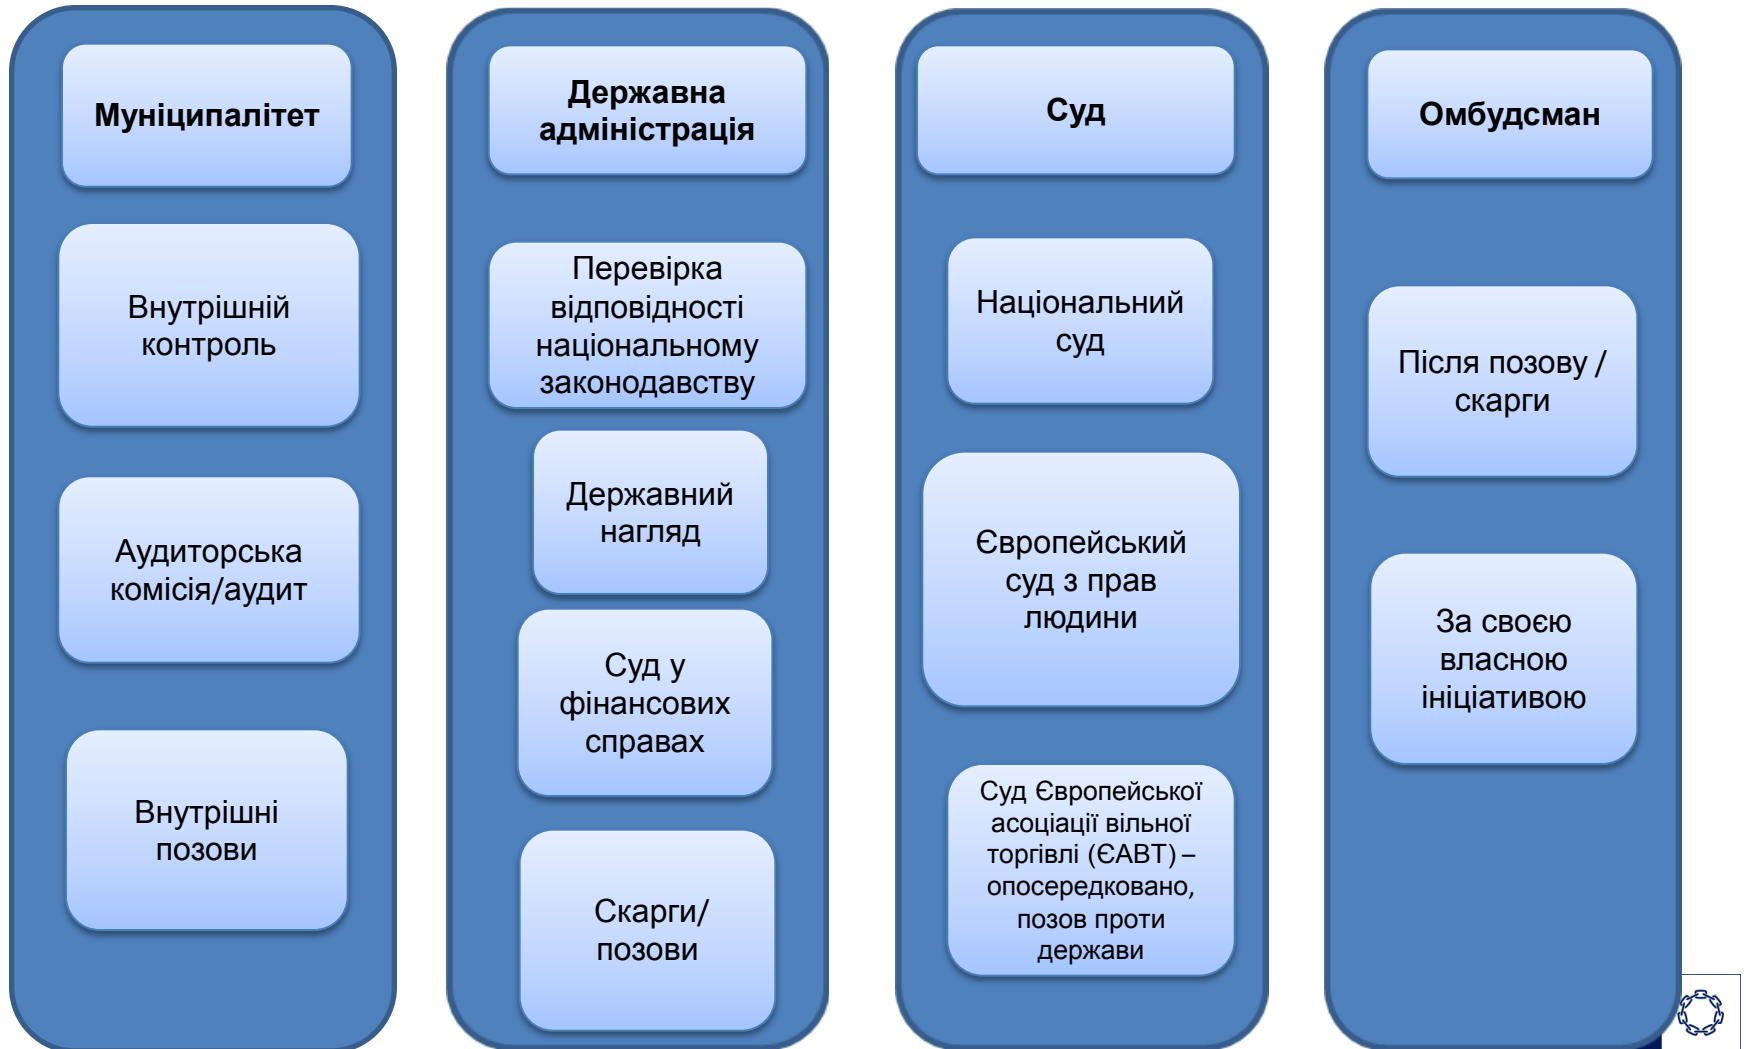 Муніципалітет
Внутрішній
контроль
Аудиторська
комісія/аудит
Внутрішні
позови
Державна
адміністрація
Перевірка
відповідності
національному
законодавству
Державний
нагляд
Суд у
фінансових
справах
Скарги/
позови
Суд
Національний
суд
Європейський
суд з прав
людини
Суд Європейської
асоціації вільної
торгівлі (ЄАВТ) –
опосередковано,
позов проти
держави
Омбудсман
Після позову /
скарги
За своєю
власною
ініціативою